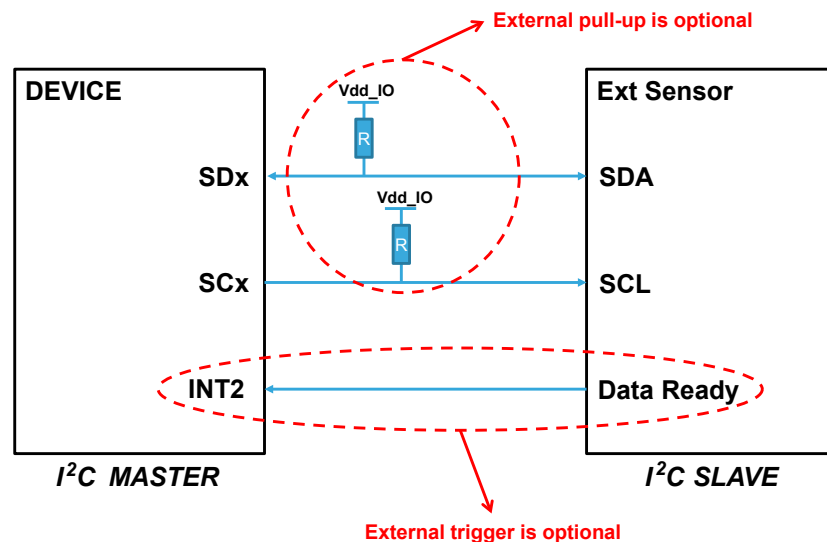 External pull-up is optional
DEVICE
Vdd_IO
Ext Sensor
R
SDx
SDA
Vdd_IO
R
SCx
SCL
INT2
Data Ready
I²C MASTER
I²C SLAVE
External trigger is optional